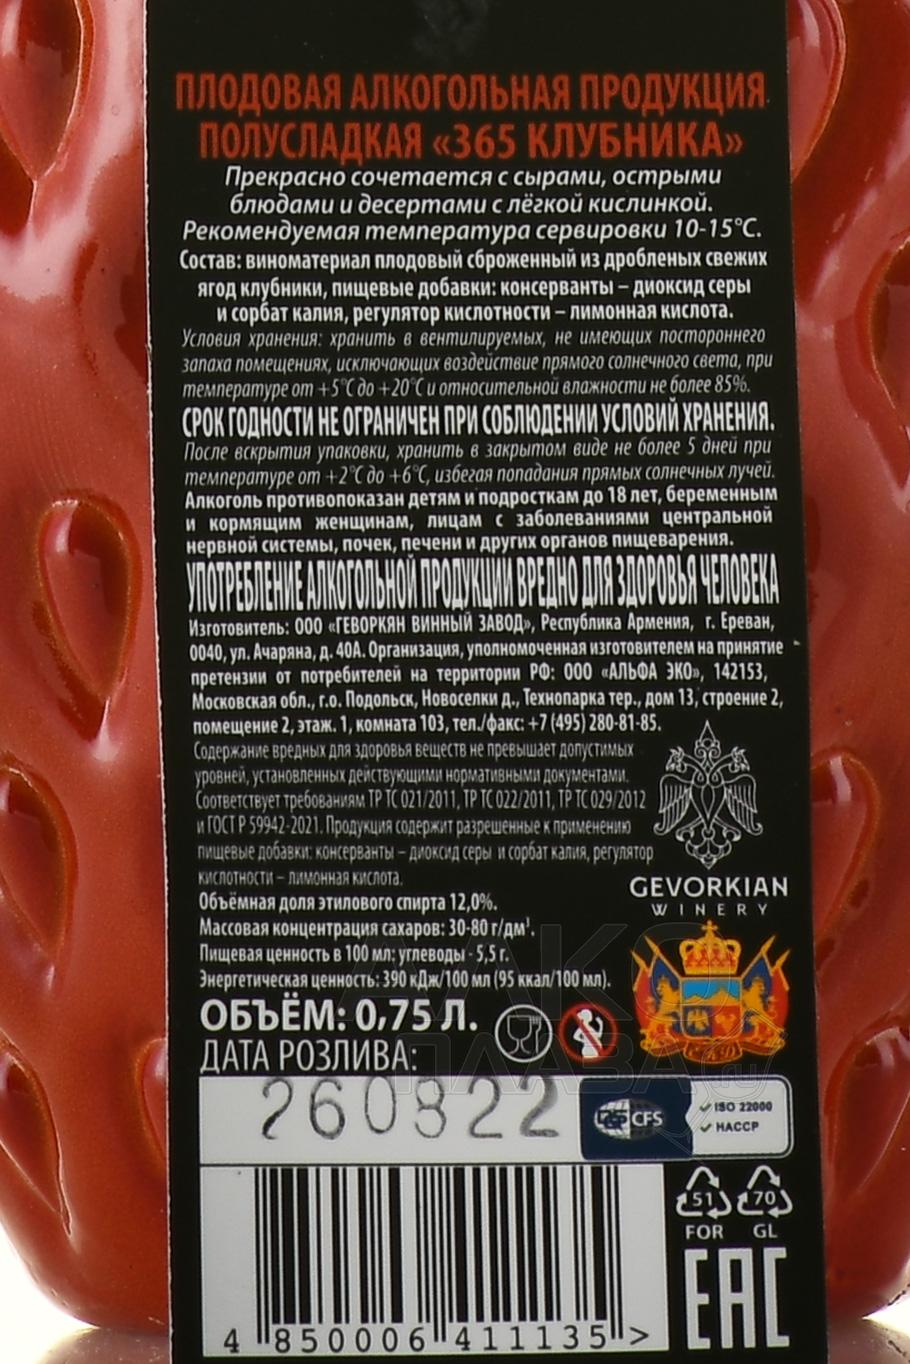 ПЛОДОВАЯ АЛКОГОЛЬНАЯ ПРОДУКЦИЯ
ПОЛУСЛАДКАЯ «365 КЛУБНИКА»
Прекрасно сочетается с сырами, острыми
блюдами и десертами с лёгкой кислинкой.
Рекомендуемая температура сервировки 10-15°С.
Состав: виноматериал плодовый сброженный из дробленых свежих
ягод клубники, пищевые добавки: консерванты – диоксид серы
и сорбат калия, регулятор кислотности – лимонная кислота.
Условия хранения: хранить в вентилируемых, не имеющих постороннего
запаха помещениях, исключающих воздействие прямого солнечного света, при
температуре от +5°С до +20°С и относительной влажности не более 85%.
СРОК ГОДНОСТИ НЕ ОГРАНИЧЕН ПРИ СОБЛЮДЕНИИ УСЛОВИЙ ХРАНЕНИЯ.
После вскрытия упаковки, хранить в закрытом виде не более 5 дней при
температуре от +2°С до +6°С, избегая попадания прямых солнечных лучей.
Алкоголь противопоказан детям и подросткам до 18 лет, беременным
и кормящим женщинам, лицам с заболеваниями центральной
нервной системы, почек, печени и других органов пищеварения.
УПОТРЕБЛЕНИЕ АЛКОГОЛЬНОЙ ПРОДУКЦИИ ВРЕДНО ДЛЯ ЗДОРОВЬЯ ЧЕЛОВЕКА
Изготовитель: ООО «ГЕВОРКЯН ВИННЫЙ ЗАВОД», Республика Армения, г. Ереван,
0040, ул. Ачаряна, д. 40А. Организация, уполномоченная изготовителем на принятие
претензии от потребителей на территории РФ: ООО «АЛЬФА ЭКО», 142153,
Московская обл., г.о. Подольск, Новоселки д., Технопарка тер., дом 13, строение 2,
помещение 2, этаж. 1, комната 103, тел./факс: +7 (495) 280-81-85.
Содержание вредных для здоровья веществ не превышает допустимых
уровней, установленных действующими нормативными документами.
Соответствует требованиям ТР ТС 021/2011, ТР ТС 022/2011, ТР ТС 029/2012
и ГОСТ Р 59942-2021. Продукция содержит разрешенные к применению
пищевые добавки: консерванты – диоксид серы и сорбат калия, регулятор
кислотности – лимонная кислота.
GEVORKIAN
WINERY
Объёмная доля этилового спирта 12,0%.
Массовая концентрация сахаров: 30-80 г/дм³.
Пищевая ценность в 100 мл: углеводы - 5,5 г.
Энергетическая ценность: 390 кДж/100 мл (95 ккал/100 мл).
ОБЪЁМ: 0,75 Л.
ДАТА РОЗЛИВА:
260822
CFS
ISO 22000
HACCP
51 70
FOR GL
EAC
4 850006 411135 >
АЛКО
ПЛАВА.ru